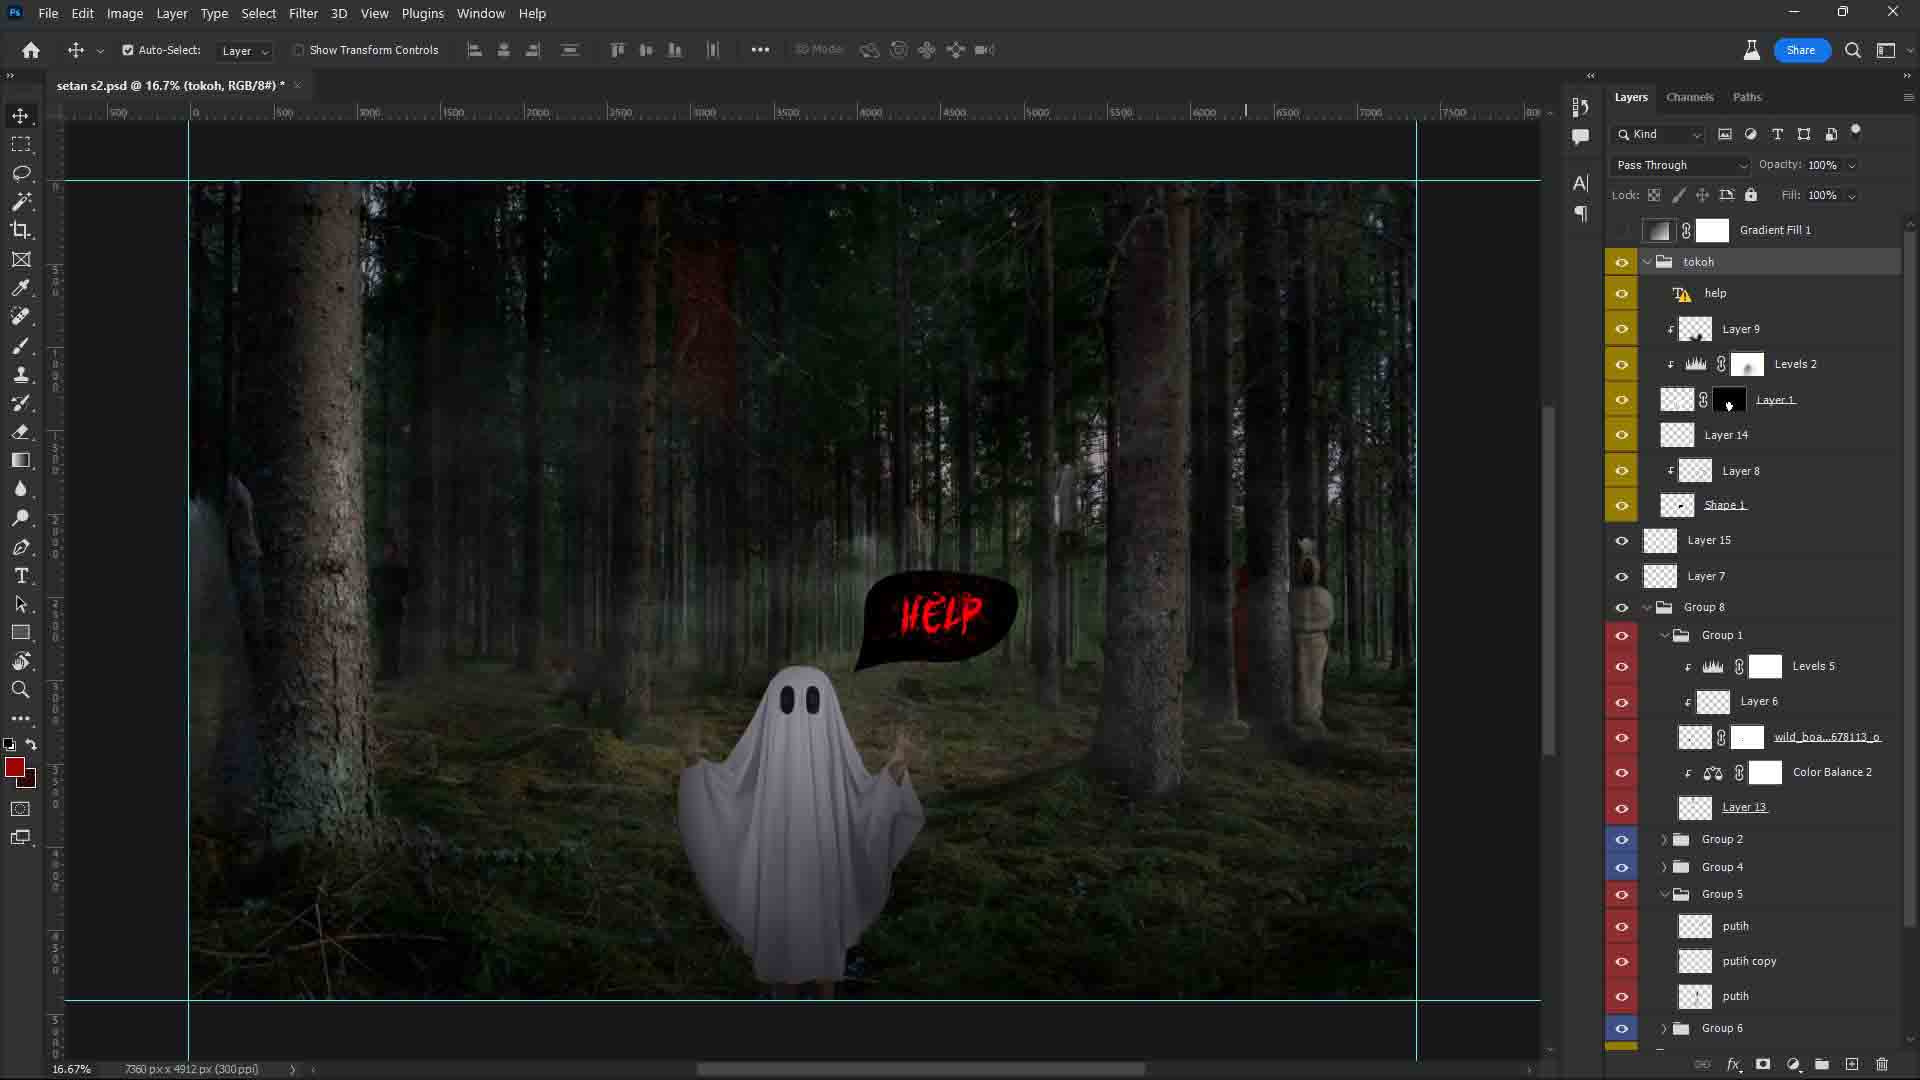 Ps File Edit Image Layer Type Select Filter 3D View Plugins Window Help
Auto-Select: Layer Show Transform Controls 3D Mode: Share
setan s2.psd @ 16.7% (tokoh, RGB/8#) *
500 0 500 1000 1500 2000 2500 3000 3500 4000 4500 5000 5500 6000 6500 7000 7500
HELP
Layers Channels Paths
Kind
Pass Through Opacity: 100%
Lock: Fill: 100%
Gradient Fill 1
tokoh
help
Layer 9
Levels 2
Layer 1
Layer 14
Layer 8
Shape 1
Layer 15
Layer 7
Group 8
Group 1
Levels 5
Layer 6
wild_boa...678113_o
Color Balance 2
Layer 13
Group 2
Group 4
Group 5
putih
putih copy
putih
Group 6
16.67% 7360 px x 4912 px (300 ppi)